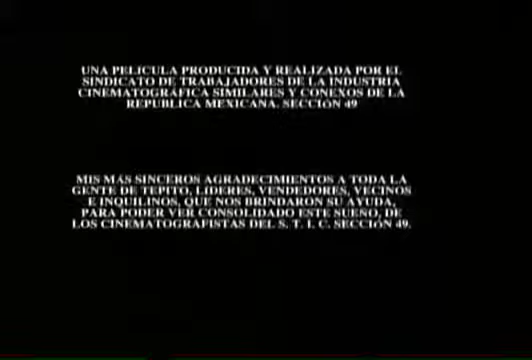 UNA PELICULA PRODUCIDA Y REALIZADA POR EL
SINDICATO DE TRABAJADORES DE LA INDUSTRIA
CINEMATOGRÁFICA SIMILARES Y CONEXOS DE LA
REPUBLICA MEXICANA. SECCIÓN 49
MIS MÁS SINCEROS AGRADECIMIENTOS A TODA LA
GENTE DE TEPITO, LÍDERES, VENDEDORES, VECINOS
E INQUILINOS, QUE NOS BRINDARON SU AYUDA,
PARA PODER VER CONSOLIDADO ESTE SUEÑO, DE
LOS CINEMATOGRAFISTAS DEL S. T. I. C. SECCIÓN 49.